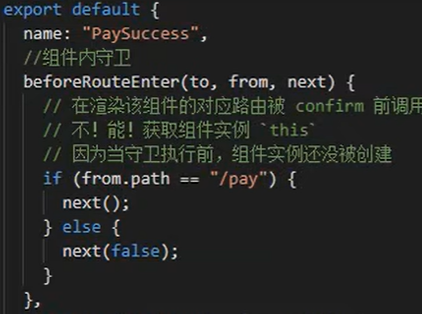 export default {
name: "PaySuccess",
//组件内守卫
beforeRouteEnter(to, from, next) {
// 在渲染该组件的对应路由被 confirm 前调用
// 不！能！获取组件实例 `this`
// 因为当守卫执行前，组件实例还没被创建
if (from.path == "/pay") {
next();
} else {
next(false);
}
},